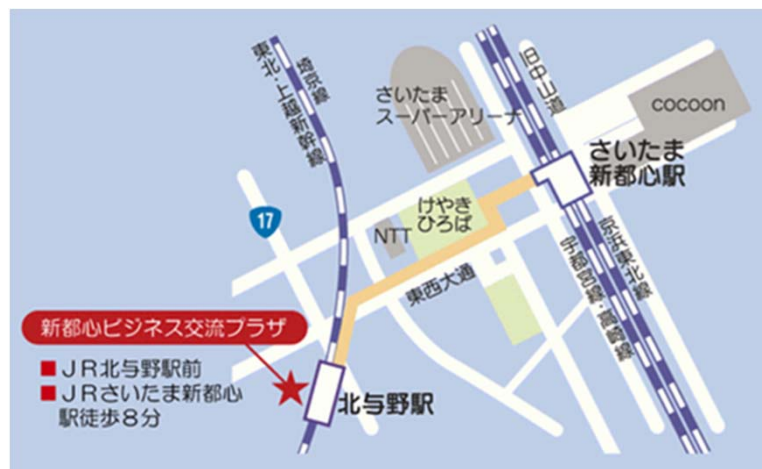 埼京線
東北・上越新幹線
さいたま
スーパーアリーナ
旧中山道
cocoon
さいたま
新都心駅
けやき
ひろば
NTT
17
東西大通
京浜東北線
宇都宮線・高崎線
新都心ビジネス交流プラザ
■JR北与野駅前
■JRさいたま新都心
駅徒歩8分
北与野駅